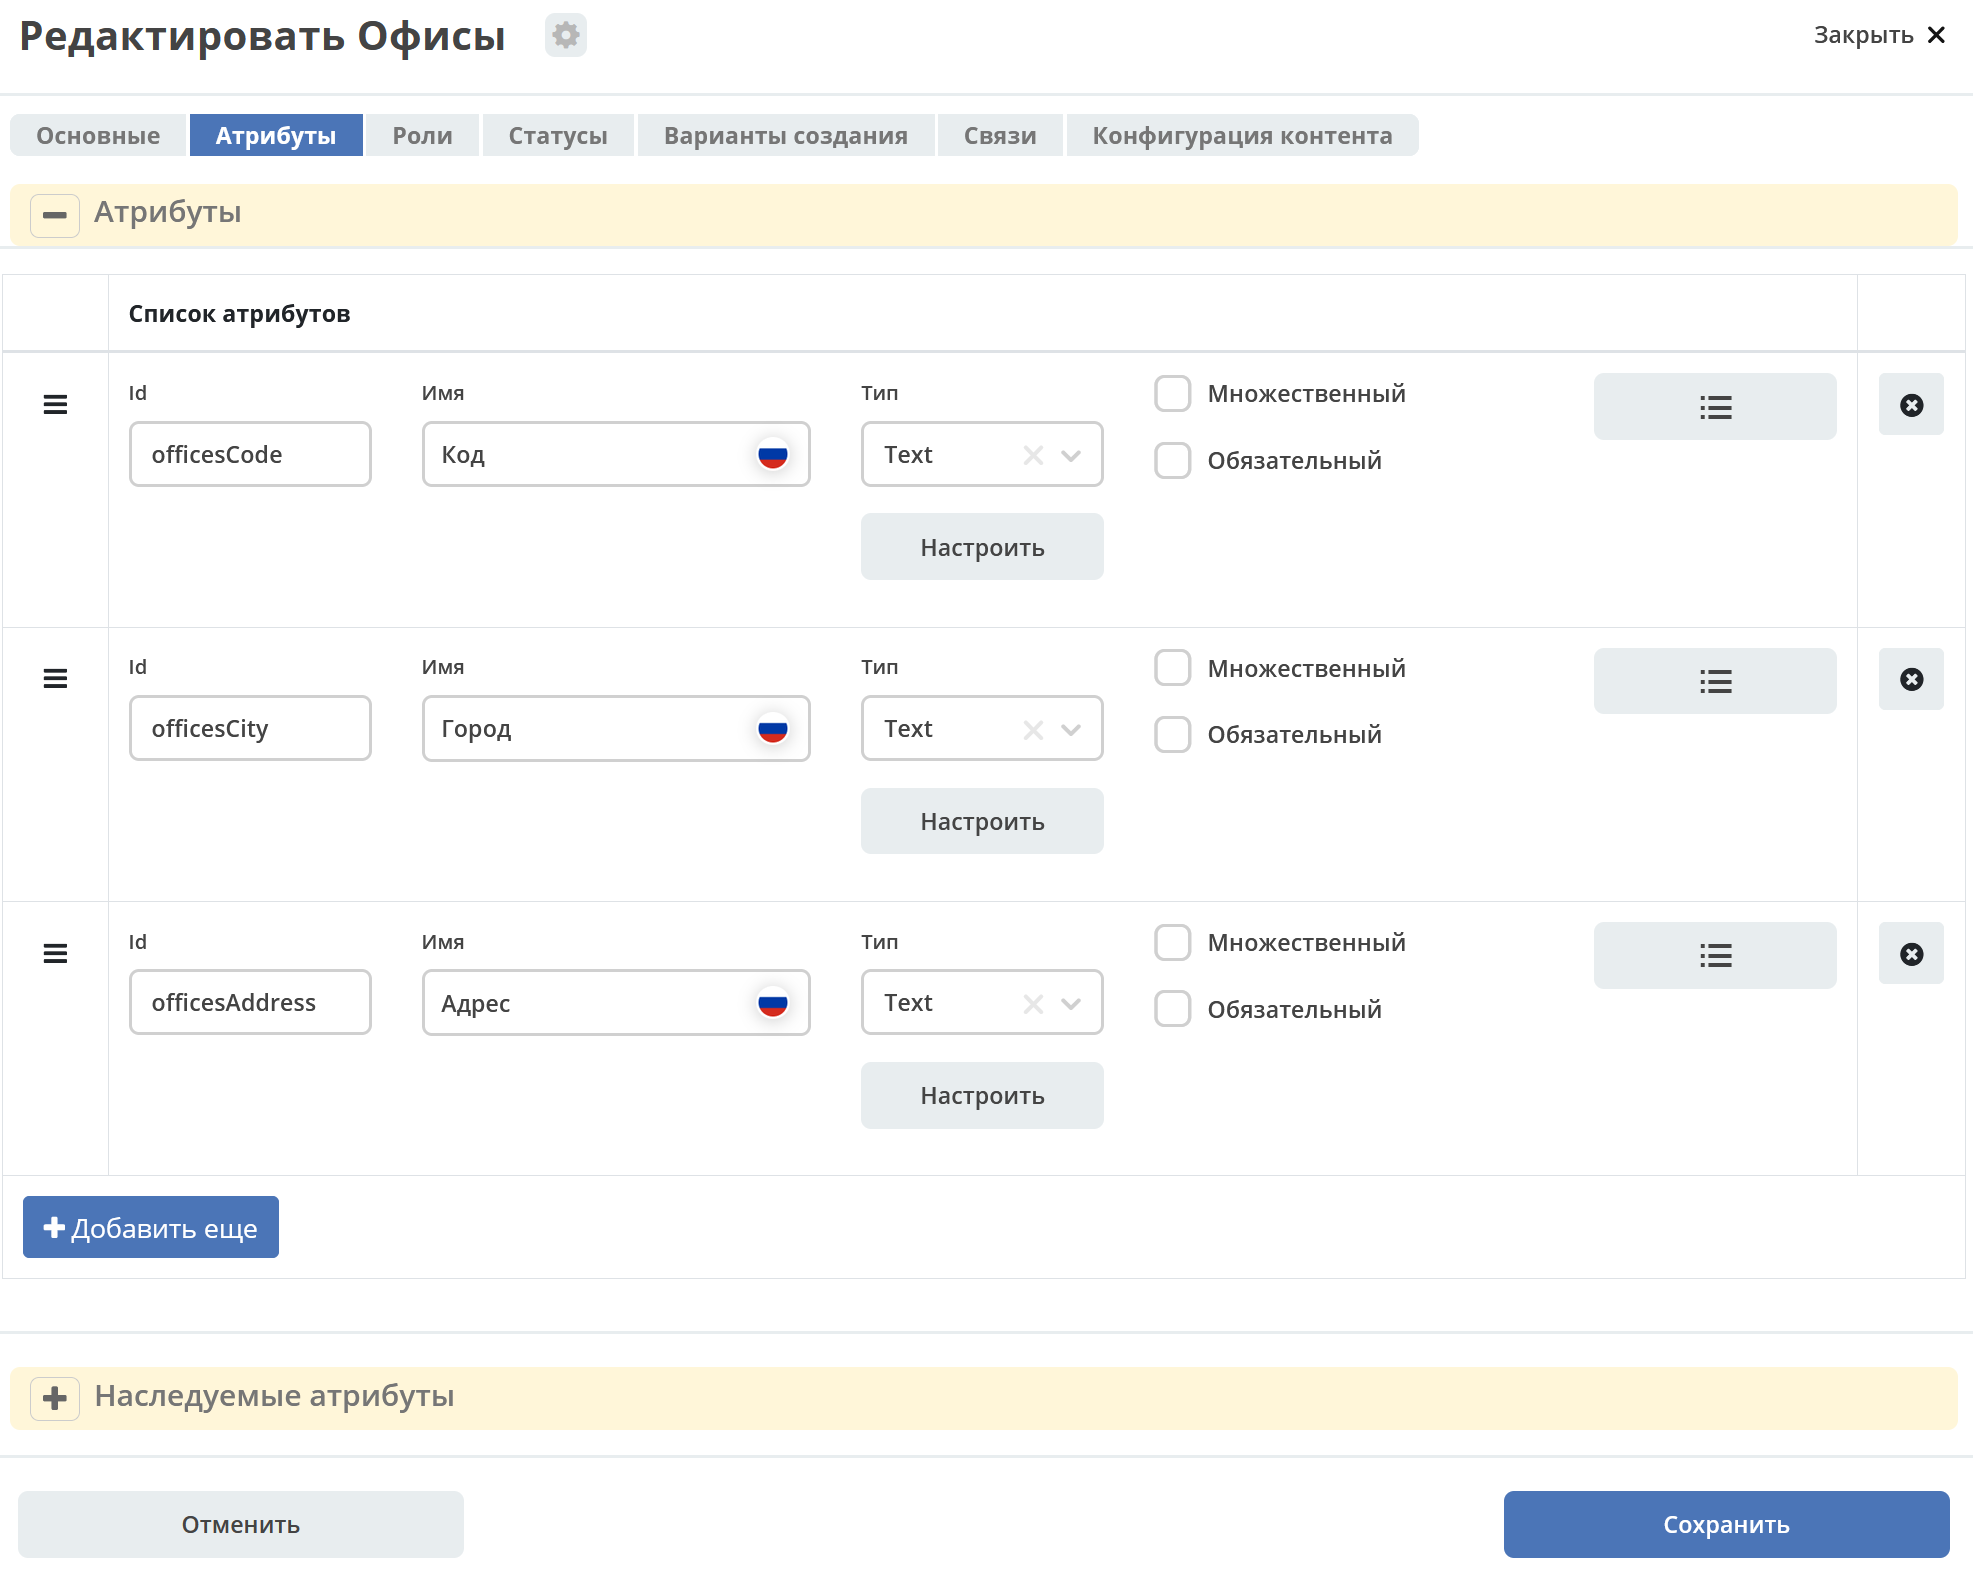 Редактировать Офисы
Закрыть
Основные Атрибуты Роли Статусы Варианты создания Связи Конфигурация контента
Атрибуты
Список атрибутов
Id Имя Тип Множественный
officesCode Код Text Обязательный
Настроить
Id Имя Тип Множественный
officesCity Город Text Обязательный
Настроить
Id Имя Тип Множественный
officesAddress Адрес Text Обязательный
Настроить
Добавить еще
Наследуемые атрибуты
Отменить Сохранить